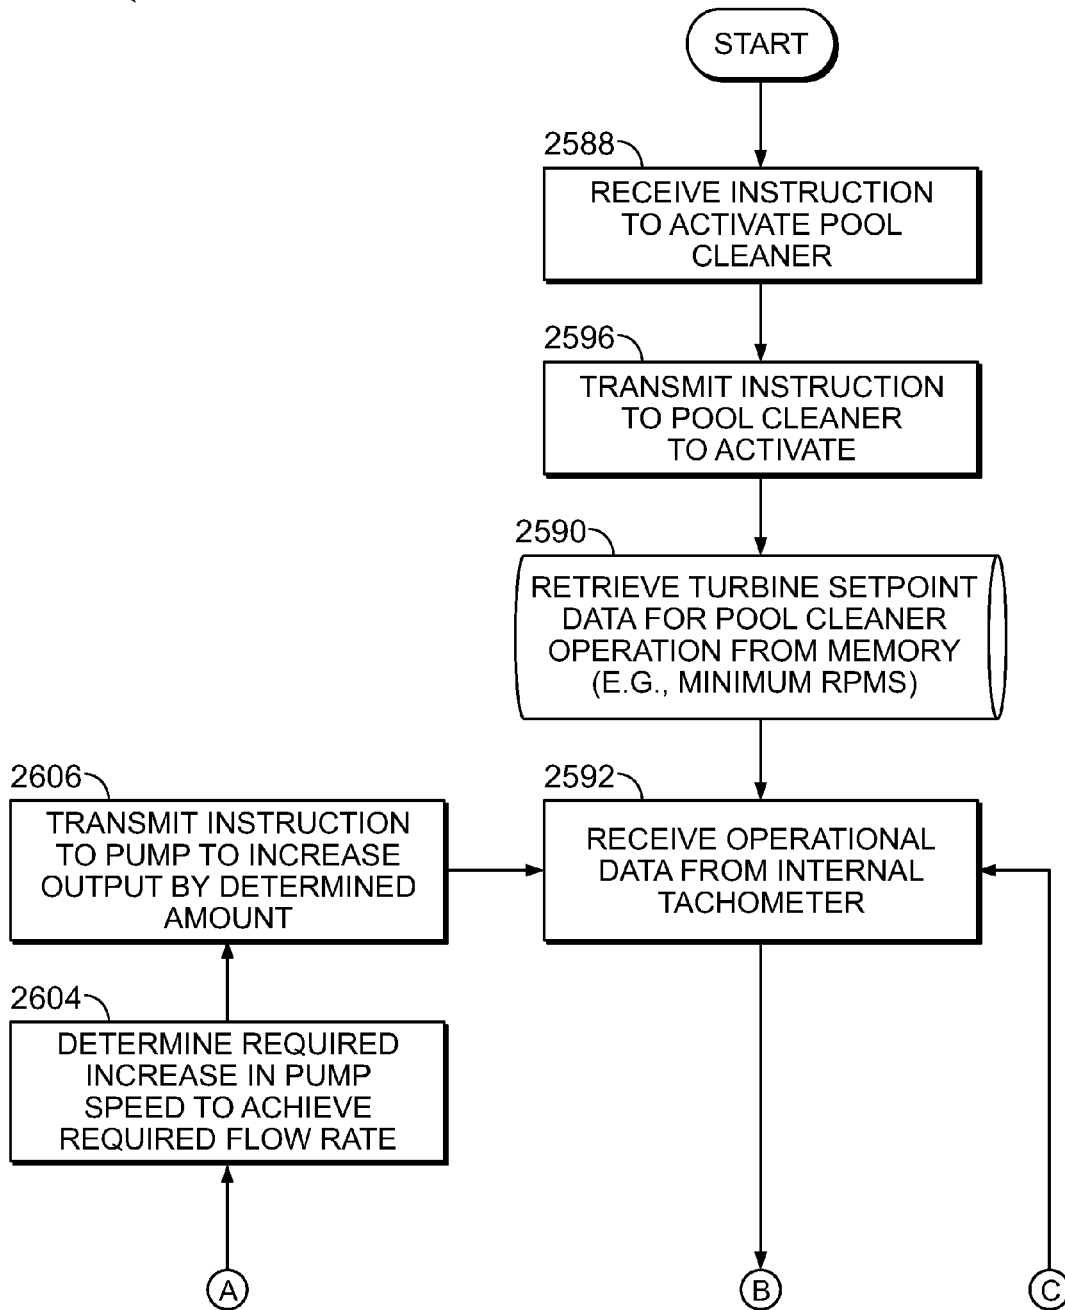 START
2588
RECEIVE INSTRUCTION
TO ACTIVATE POOL
CLEANER
2596
TRANSMIT INSTRUCTION
TO POOL CLEANER
TO ACTIVATE
2590
RETRIEVE TURBINE SETPOINT
DATA FOR POOL CLEANER
OPERATION FROM MEMORY
(E.G., MINIMUM RPMS)
2606
TRANSMIT INSTRUCTION
TO PUMP TO INCREASE
OUTPUT BY DETERMINED
AMOUNT
2592
RECEIVE OPERATIONAL
DATA FROM INTERNAL
TACHOMETER
2604
DETERMINE REQUIRED
INCREASE IN PUMP
SPEED TO ACHIEVE
REQUIRED FLOW RATE
A
B
C